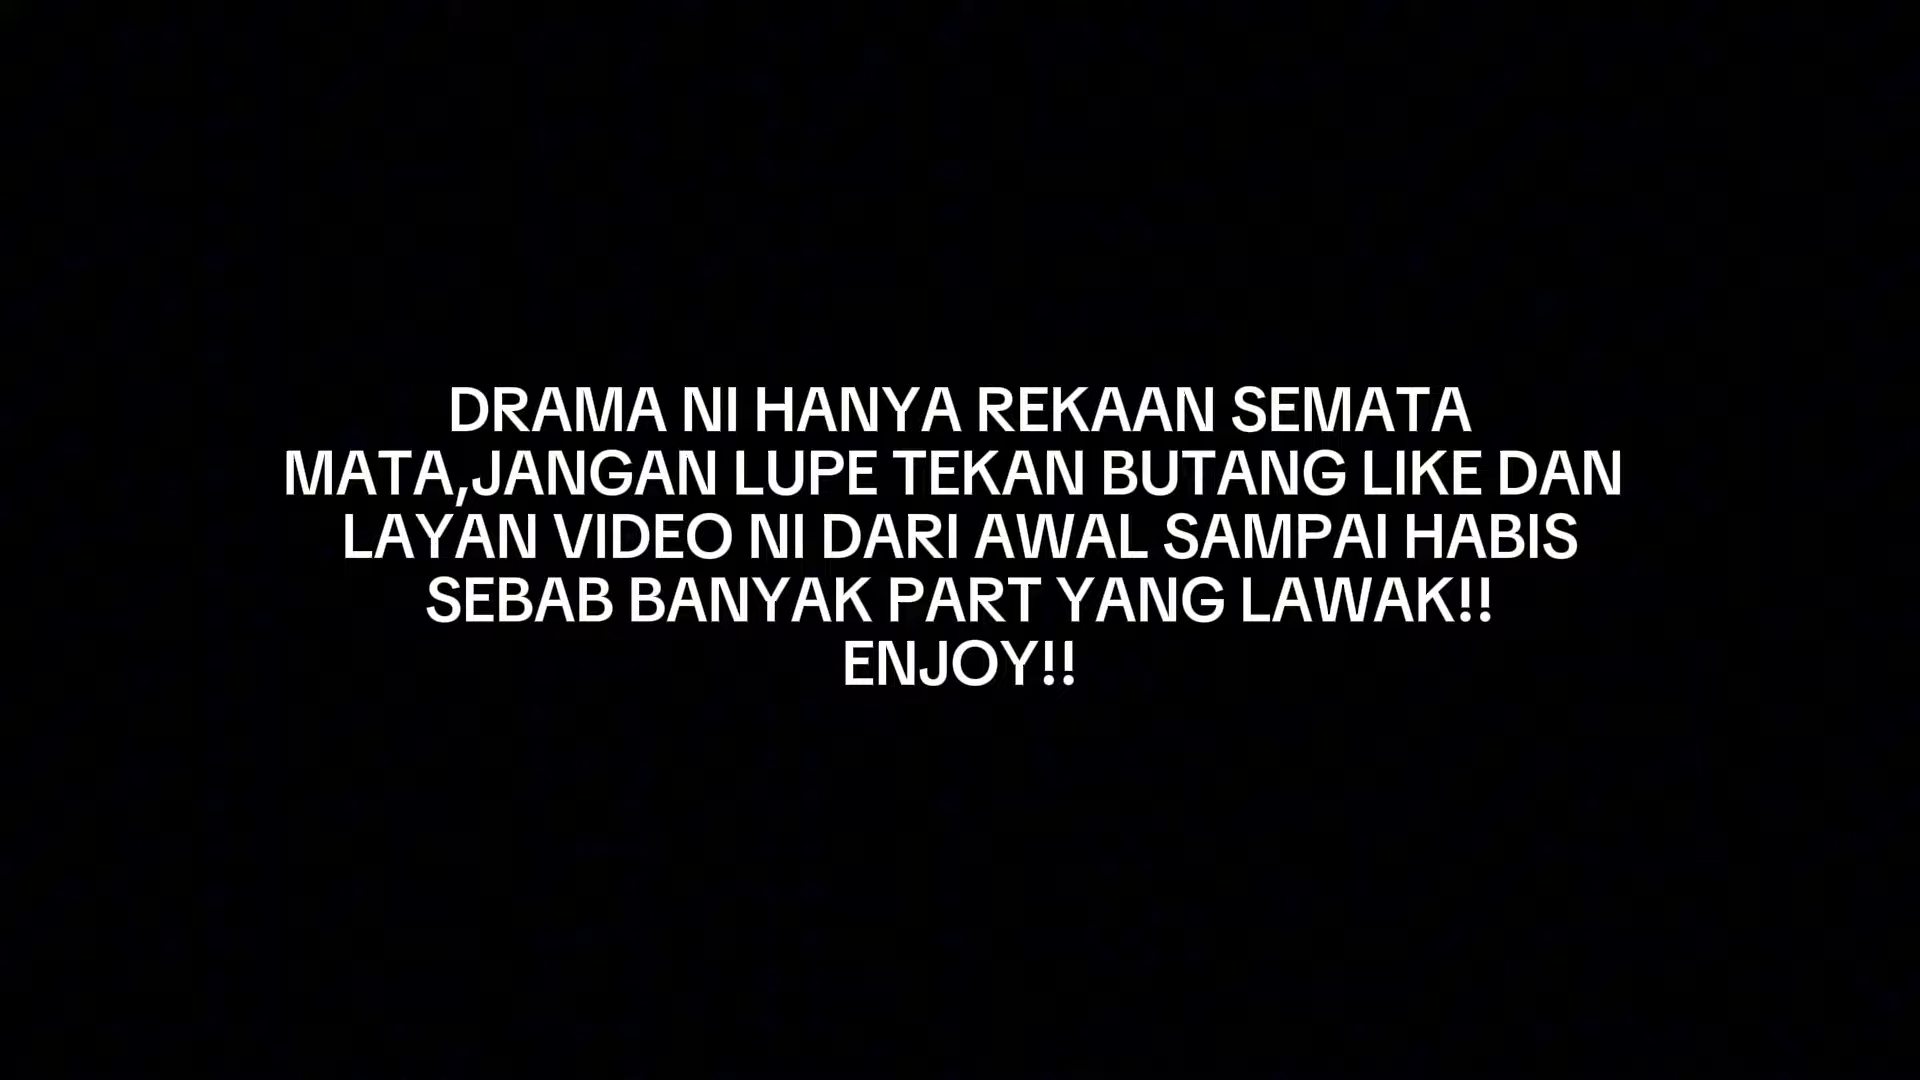 DRAMA NI HANYA REKAAN SEMATA
MATA,JANGAN LUPE TEKAN BUTANG LIKE DAN
LAYAN VIDEO NI DARI AWAL SAMPAI HABIS
SEBAB BANYAK PART YANG LAWAK!!
ENJOY!!